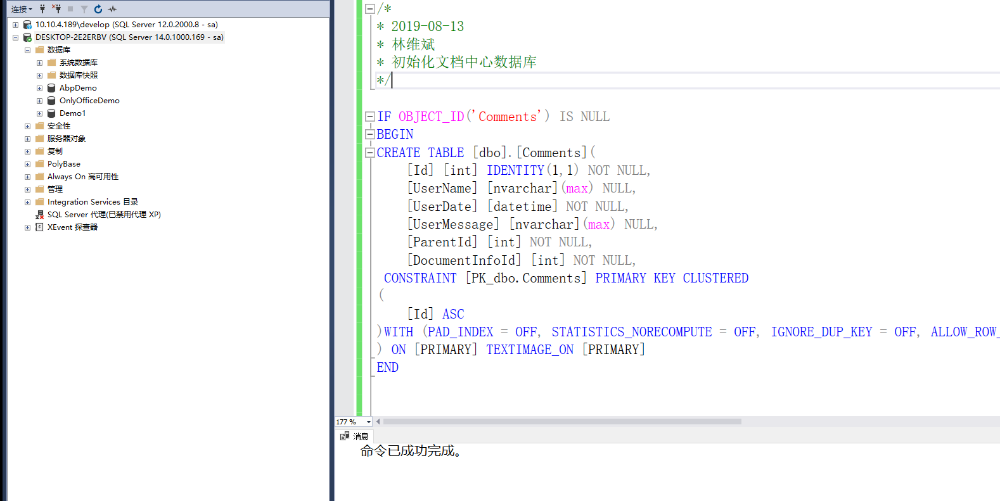 连接
10.10.4.189\develop (SQL Server 12.0.2000.8 - sa)
DESKTOP-2E2ERBV (SQL Server 14.0.1000.169 - sa)
数据库
系统数据库
数据库快照
AbpDemo
OnlyOfficeDemo
Demo1
安全性
服务器对象
复制
PolyBase
Always On 高可用性
管理
Integration Services 目录
SQL Server 代理(已禁用代理 XP)
XEvent 探查器
/*
* 2019-08-13
* 林维斌
* 初始化文档中心数据库
*/
IF OBJECT_ID('Comments') IS NULL
BEGIN
CREATE TABLE [dbo].[Comments](
[Id] [int] IDENTITY(1,1) NOT NULL,
[UserName] [nvarchar](max) NULL,
[UserDate] [datetime] NOT NULL,
[UserMessage] [nvarchar](max) NULL,
[ParentId] [int] NOT NULL,
[DocumentInfoId] [int] NOT NULL,
CONSTRAINT [PK_dbo.Comments] PRIMARY KEY CLUSTERED
(
[Id] ASC
)WITH (PAD_INDEX = OFF, STATISTICS_NORECOMPUTE = OFF, IGNORE_DUP_KEY = OFF, ALLOW_ROW_
) ON [PRIMARY] TEXTIMAGE_ON [PRIMARY]
END
177 %
消息
命令已成功完成。